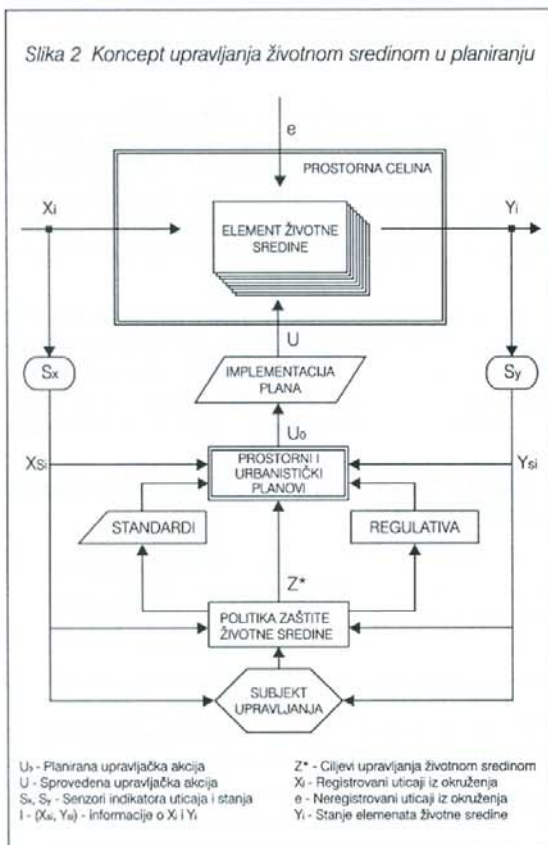 Slika 2 Koncept upravljanja životnom sredinom u planiranju
e
PROSTORNA CELINA
Xi
Yi
ELEMENT ŽIVOTNE
SREDINE
U
Sx
Sy
IMPLEMENTACIJA
PLANA
U₀
Xsi
Ysi
PROSTORNI I
URBANISTIČKI
PLANOVI
STANDARDI
REGULATIVA
Z*
POLITIKA ZAŠTITE
ŽIVOTNE SREDINE
SUBJEKT
UPRAVLJANJA
U₀ - Planirana upravljačka akcija
U - Sprovedena upravljačka akcija
Sx, Sy - Senzori indikatora uticaja i stanja
I - (Xsi, Ysi) - informacije o Xi i Yi
Z* - Ciljevi upravljanja životnom sredinom
Xi - Registrovani uticaji iz okruženja
e - Neregistrovani uticaji iz okruženja
Yi - Stanje elemenata životne sredine